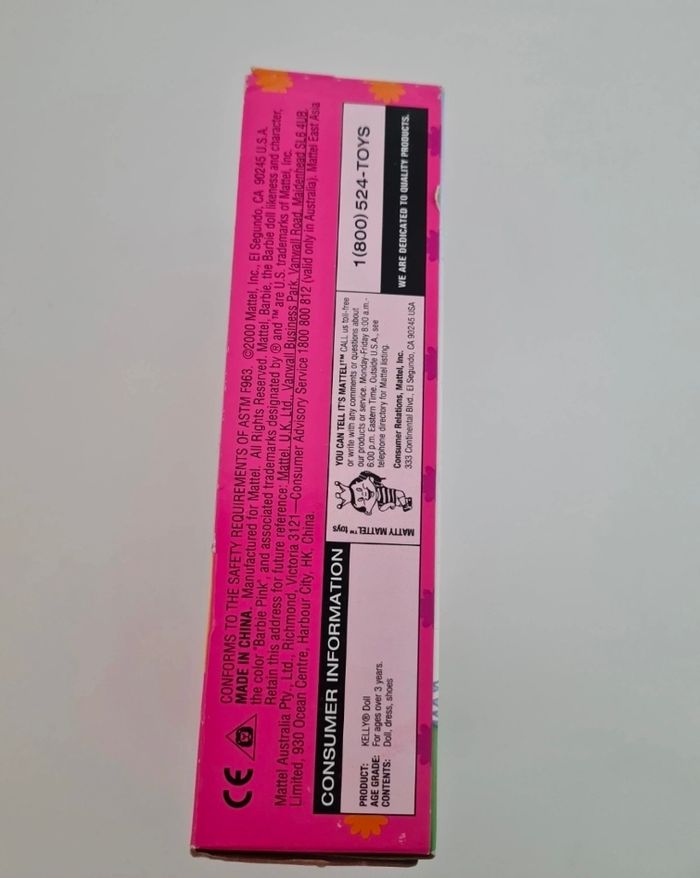 CE
CONFORMS TO THE SAFETY REQUIREMENTS OF ASTM F963. ©2000 Mattel, Inc., El Segundo, CA 90245 U.S.A.
MADE IN CHINA. Manufactured for Mattel. All Rights Reserved. Mattel, Barbie, the Barbie doll likeness and character,
the color "Barbie Pink", and associated trademarks designated by ® and ™ are U.S. trademarks of Mattel, Inc.
Retain this address for future reference: Mattel, U.K. Ltd., Vanwall Business Park, Vanwall Road, Maidenhead SL6 4UB.
Mattel Australia Pty., Ltd., Richmond, Victoria 3121—Consumer Advisory Service 1800 800 812 (valid only in Australia). Mattel East Asia
Limited, 930 Ocean Centre, Harbour City, HK, China.
CONSUMER INFORMATION
PRODUCT: KELLY® Doll
AGE GRADE: For ages over 3 years.
CONTENTS: Doll, dress, shoes
MATTY MATTEL™ toys
YOU CAN TELL IT'S MATTEL!™ CALL us toll-free
or write with any comments or questions about
our products or service. Monday-Friday 8:00 a.m.-
6:00 p.m. Eastern Time. Outside U.S.A., see
telephone directory for Mattel listing.
Consumer Relations, Mattel, Inc.
333 Continental Blvd., El Segundo, CA 90245 USA
1(800) 524-TOYS
WE ARE DEDICATED TO QUALITY PRODUCTS.